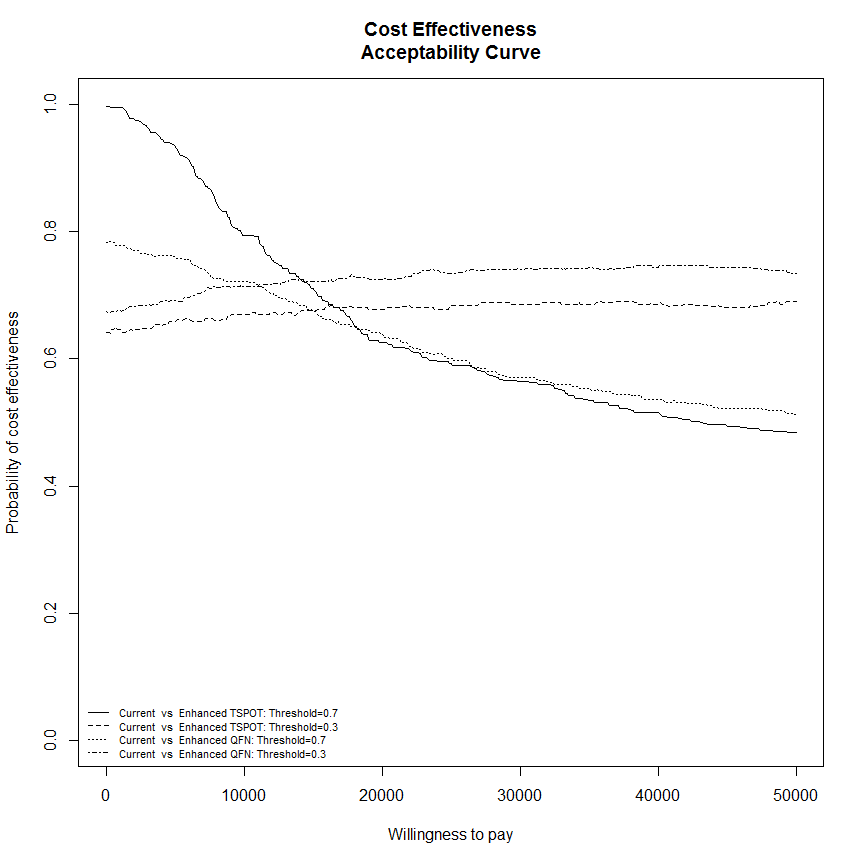 Cost Effectiveness
Acceptability Curve
Probability of cost effectiveness
1.0
0.8
0.6
0.4
0.2
0.0
Current vs Enhanced TSPOT: Threshold=0.7
Current vs Enhanced TSPOT: Threshold=0.3
Current vs Enhanced QFN: Threshold=0.7
Current vs Enhanced QFN: Threshold=0.3
0 10000 20000 30000 40000 50000
Willingness to pay